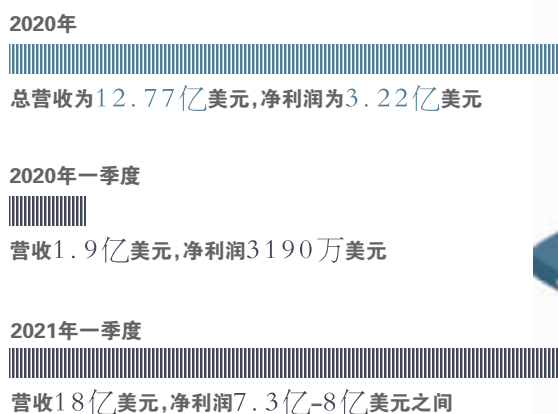 2020年
总营收为12.77亿美元,净利润为3.22亿美元
2020年一季度
营收1.9亿美元,净利润3190万美元
2021年一季度
营收18亿美元,净利润7.3亿-8亿美元之间